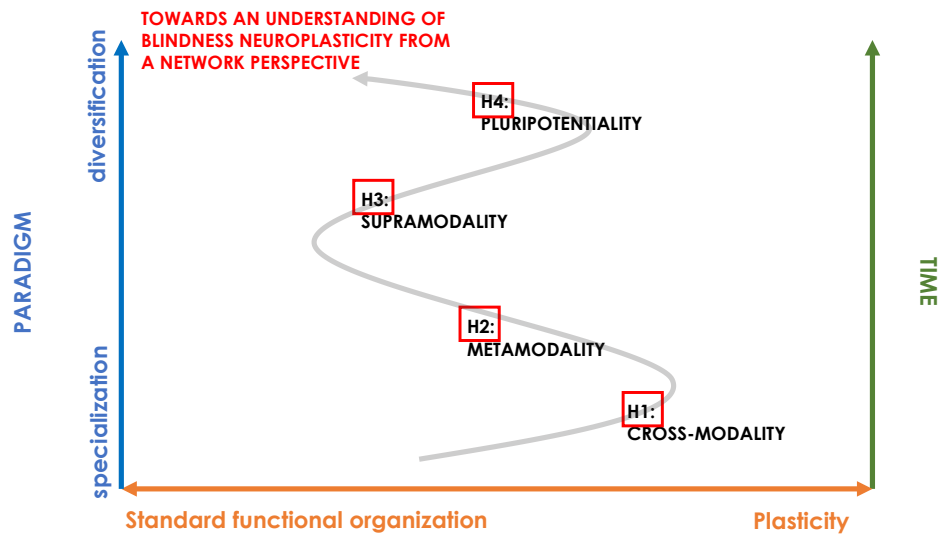 TOWARDS AN UNDERSTANDING OF
BLINDNESS NEUROPLASTICITY FROM
A NETWORK PERSPECTIVE
diversification
H4:
PLURIPOTENTIALITY
H3:
SUPRAMODALITY
PARADIGM
TIME
H2:
METAMODALITY
specialization
H1:
CROSS-MODALITY
Standard functional organization
Plasticity